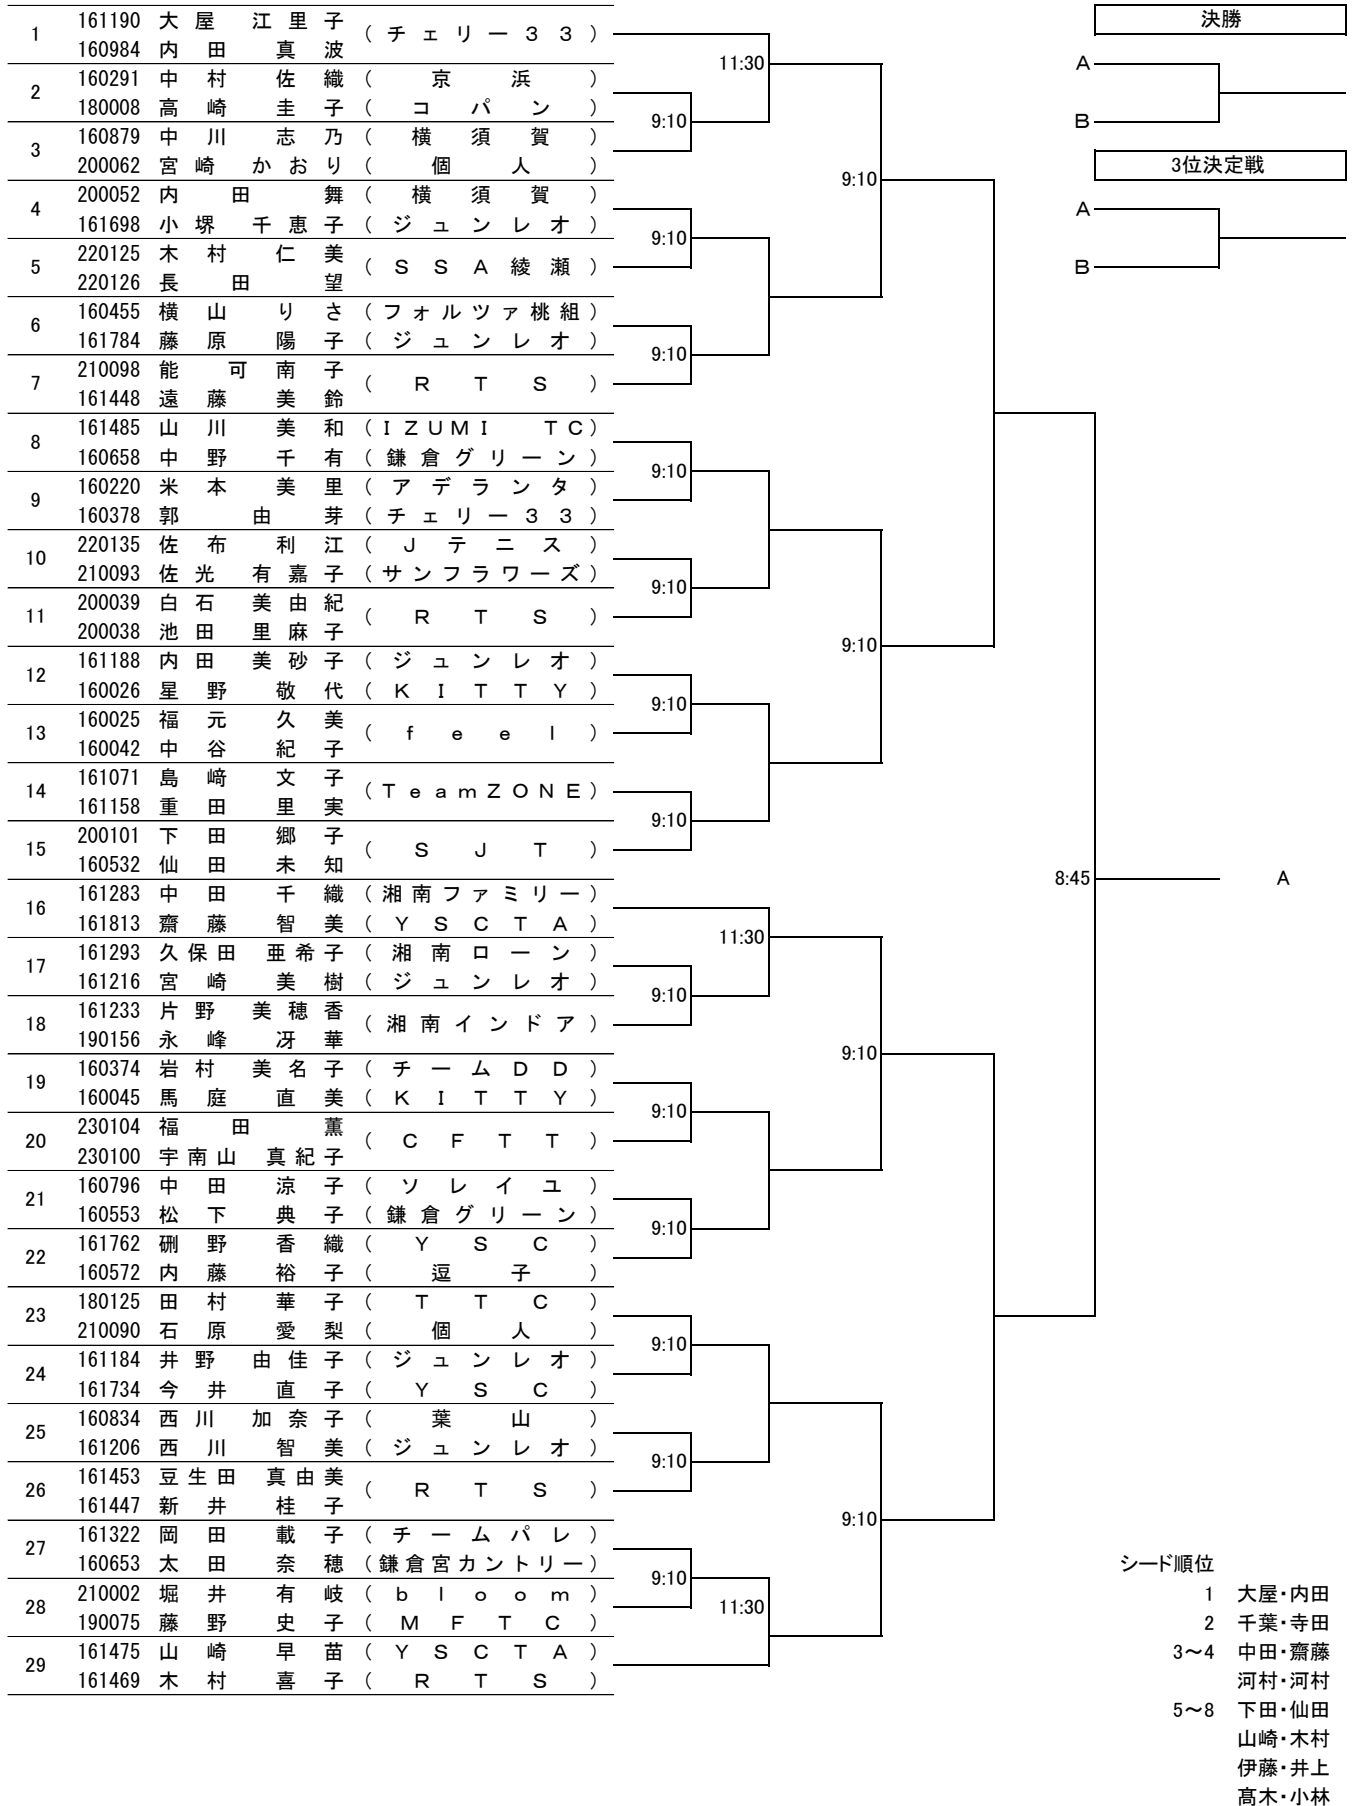 1 161190 大屋 江里子 (チェリー33)
160984 内田 真波
2 160291 中村 佐織 (京浜)
180008 高崎 圭子 (コパン)
3 160879 中川 志乃 (横須賀)
200062 宮崎 かおり (個人)
4 200052 内田 舞 (横須賀)
161698 小堺 千恵子 (ジュンレオ)
5 220125 木村 仁美 (SSA綾瀬)
220126 長田 望
6 160455 横山 りさ (フォルツァ桃組)
161784 藤原 陽子 (ジュンレオ)
7 210098 能 可南子 (RTS)
161448 遠藤 美鈴
8 161485 山川 美和 (IZUMI TC)
160658 中野 千有 (鎌倉グリーン)
9 160220 米本 美里 (アデランタ)
160378 郭 由芽 (チェリー33)
10 220135 佐布 利江 (Jテニス)
210093 佐光 有嘉子 (サンフラワーズ)
11 200039 白石 美由紀 (RTS)
200038 池田 里麻子
12 161188 内田 美砂子 (ジュンレオ)
160026 星野 敬代 (KITTY)
13 160025 福元 久美 (feel)
160042 中谷 紀子
14 161071 島﨑 文子 (TeamZONE)
161158 重田 里実
15 200101 下田 郷子 (SJT)
160532 仙田 未知
16 161283 中田 千織 (湘南ファミリー)
161813 齋藤 智美 (YSCTA)
17 161293 久保田 亜希子 (湘南ローン)
161216 宮崎 美樹 (ジュンレオ)
18 161233 片野 美穂香 (湘南インドア)
190156 永峰 冴華
19 160374 岩村 美名子 (チームDD)
160045 馬庭 直美 (KITTY)
20 230104 福田 薫 (CFTT)
230100 宇南山 真紀子
21 160796 中田 涼子 (ソレイユ)
160553 松下 典子 (鎌倉グリーン)
22 161762 硎野 香織 (YSC)
160572 内藤 裕子 (逗子)
23 180125 田村 華子 (TTC)
210090 石原 愛梨 (個人)
24 161184 井野 由佳子 (ジュンレオ)
161734 今井 直子 (YSC)
25 160834 西川 加奈子 (葉山)
161206 西川 智美 (ジュンレオ)
26 161453 豆生田 真由美 (RTS)
161447 新井 桂子
27 161322 岡田 載子 (チームパレ)
160653 太田 奈穂 (鎌倉宮カントリー)
28 210002 堀井 有岐 (bloom)
190075 藤野 史子 (MFTC)
29 161475 山崎 早苗 (YSCTA)
161469 木村 喜子 (RTS)
9:10
9:10
9:10
9:10
9:10
9:10
9:10
9:10
9:10
9:10
9:10
9:10
9:10
11:30
11:30
11:30
9:10
9:10
9:10
9:10
8:45
A
決勝
A
B
3位決定戦
A
B
シード順位
1 大屋・内田
2 千葉・寺田
3～4 中田・齋藤
河村・河村
5～8 下田・仙田
山崎・木村
伊藤・井上
髙木・小林